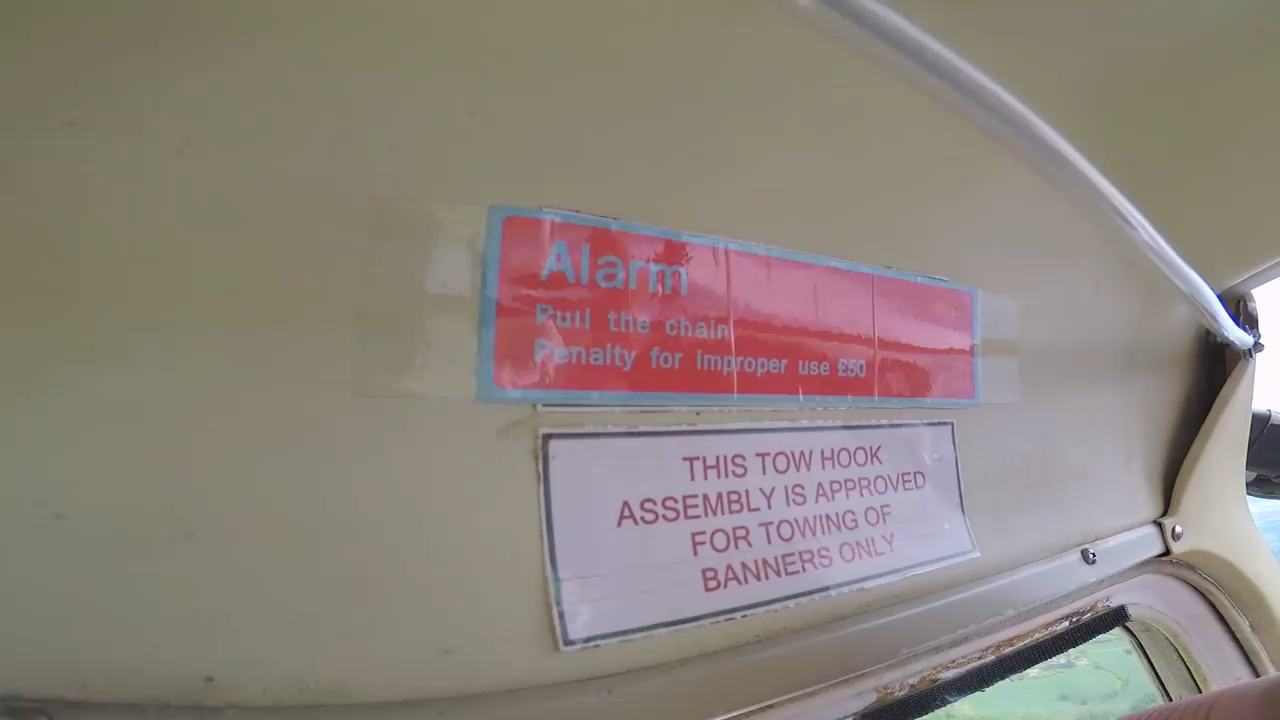 Alarm
Pull the chain
Penalty for improper use £50
THIS TOW HOOK
ASSEMBLY IS APPROVED
FOR TOWING OF
BANNERS ONLY